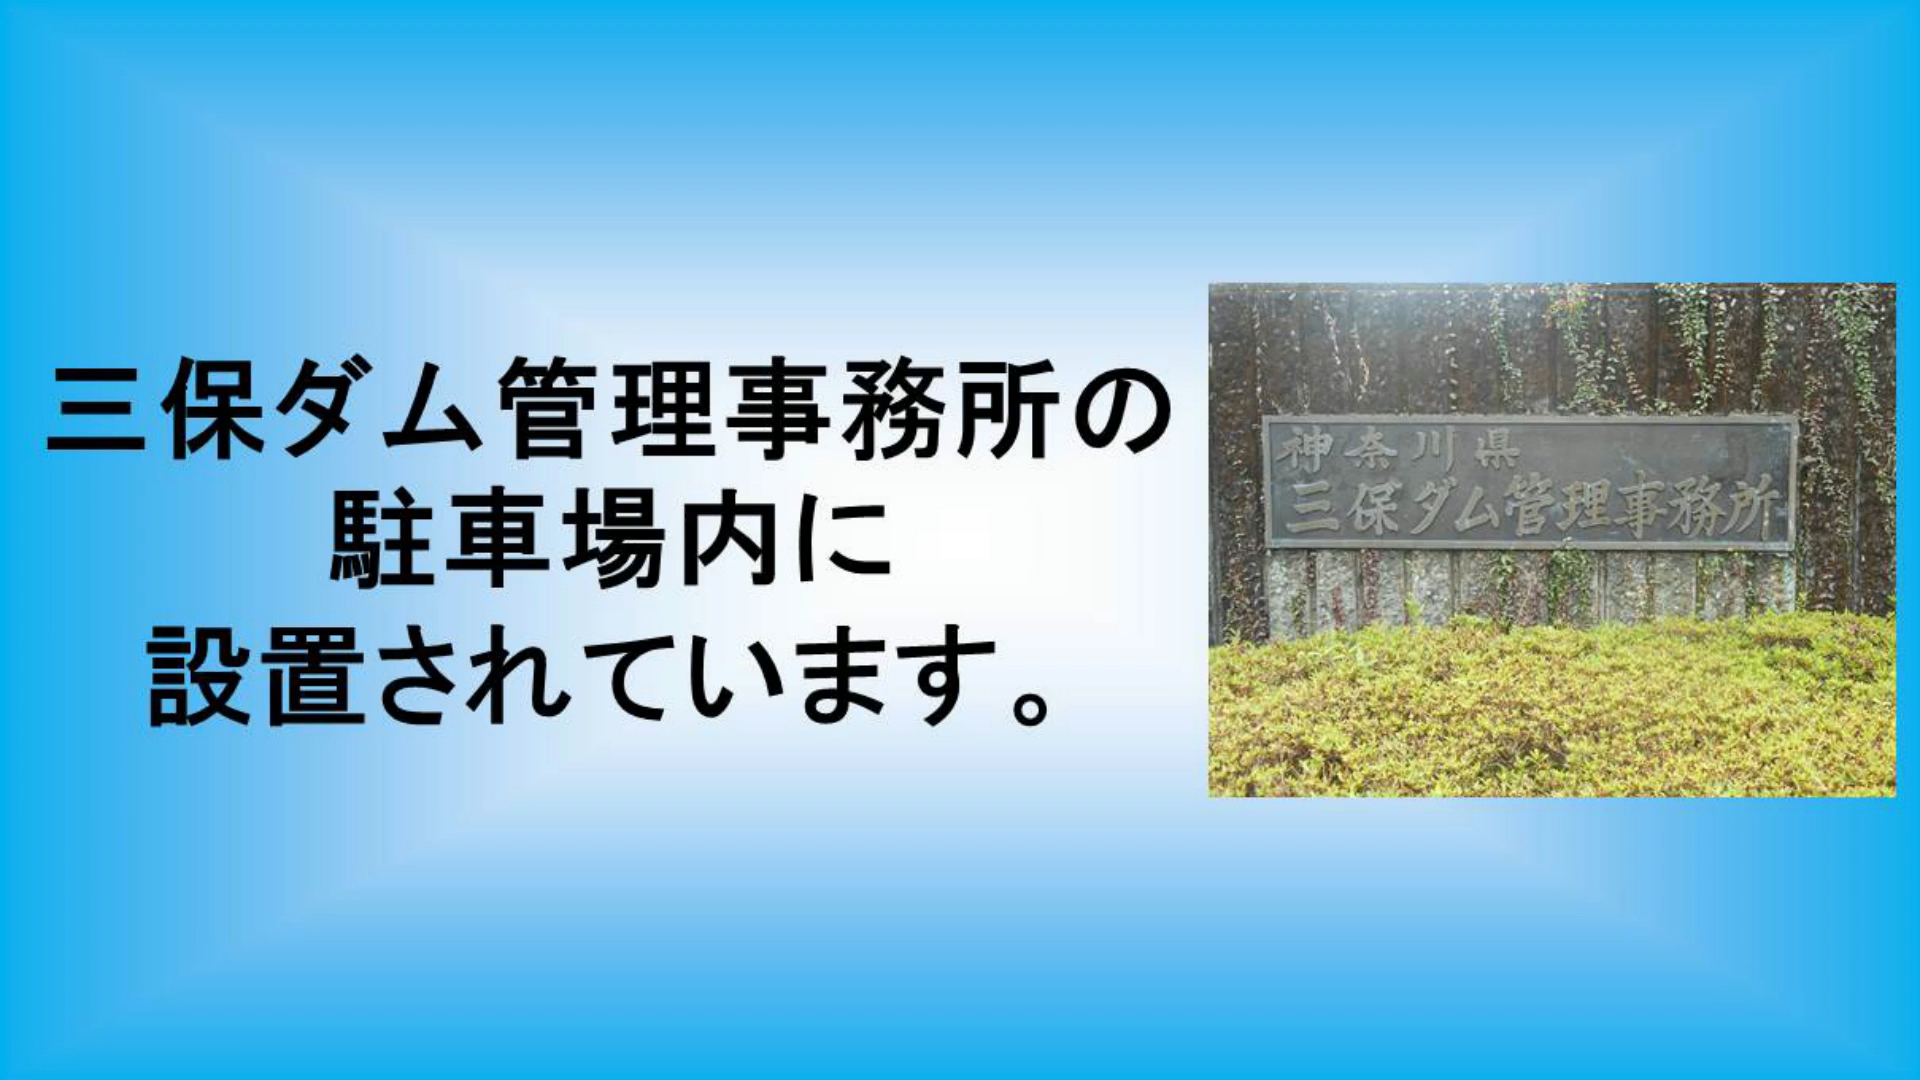 三保ダム管理事務所の
駐車場内に
設置されています。
神奈川県
三保ダム管理事務所